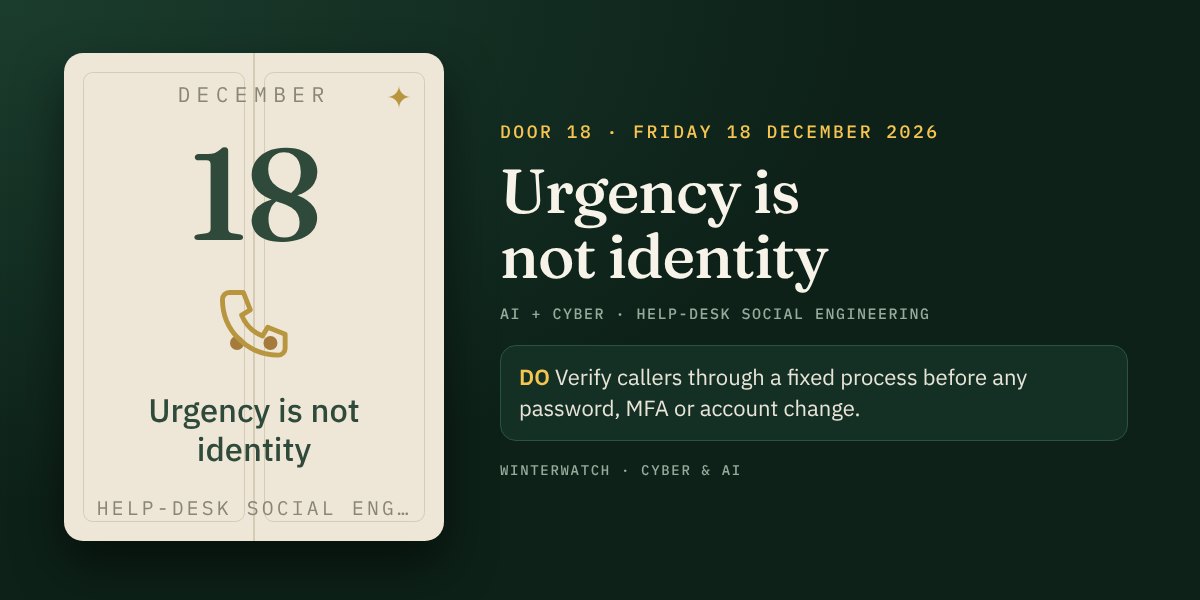 DECEMBER
18
Urgency is not
identity
HELP-DESK SOCIAL ENG…
DOOR 18 · FRIDAY 18 DECEMBER 2026
Urgency is
not identity
AI + CYBER · HELP-DESK SOCIAL ENGINEERING
DO Verify callers through a fixed process before any
password, MFA or account change.
WINTERWATCH · CYBER & AI